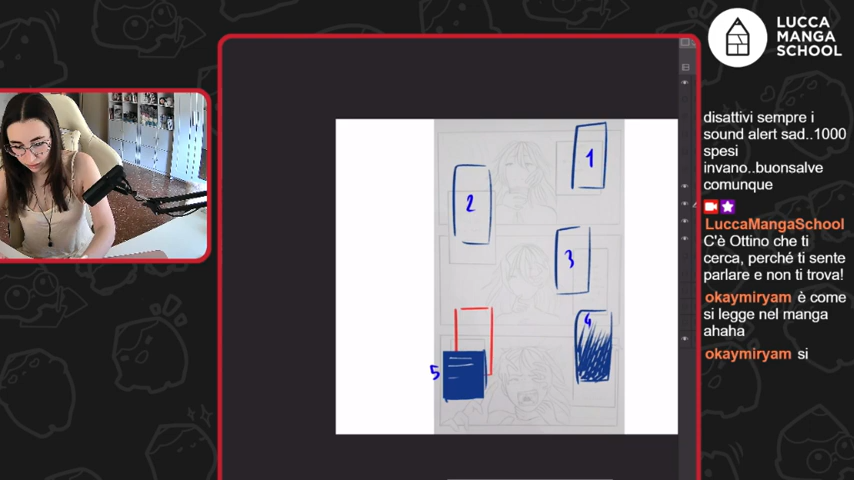 LUCCA
MANGA
SCHOOL
disattivi sempre i
sound alert sad..1000
spesi
invano..buonsalve
comunque
LuccaMangaSchool
C'è Ottino che ti
cerca, perché ti sente
parlare e non ti trova!
okaymiryam è come
si legge nel manga
ahaha
okaymiryam si
1
2
3
4
5